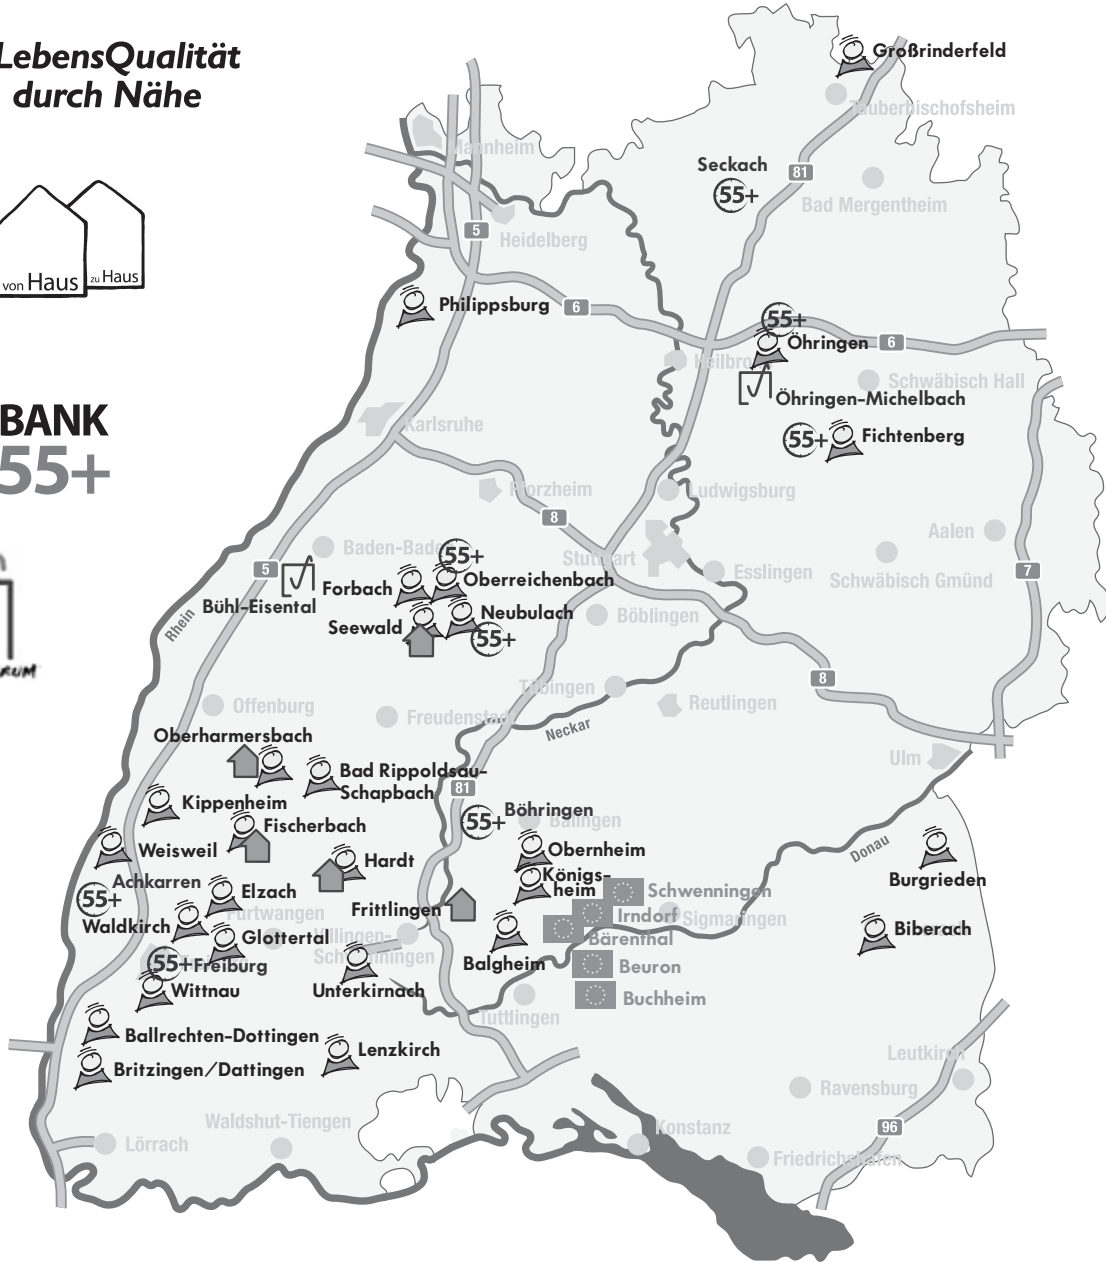 LebensQualität
durch Nähe
von Haus zu Haus
BANK
55+
Großrinderfeld
Tauberbischofsheim
Mannheim
Seckach
81
55+
Bad Mergentheim
5
Heidelberg
Philippsburg
6
55+
Öhringen
6
Heilbro
Schwäbisch Hall
Öhringen-Michelbach
Karlsruhe
55+
Fichtenberg
Pforzheim
Ludwigsburg
8
Aalen
Baden-Baden
55+
Stuttgart
Esslingen
Schwäbisch Gmünd
7
5
Forbach
Oberreichenbach
Bühl-Eisental
Neubulach
Böblingen
Rhein
Seewald
55+
Tübingen
8
Offenburg
Freudenstadt
Reutlingen
Neckar
Oberharmersbach
Ulm
Bad Rippoldsau-
Schapbach
81
Kippenheim
Böhringen
55+
Balingen
Fischerbach
Weisweil
Obernheim
Donau
Hardt
Achkarren
55+
Elzach
Königs-
heim
Schwenningen
Burgrieden
Frittlingen
Furtwangen
Irndorf
Sigmaringen
Waldkirch
Glottertal
Villingen-
Schwenningen
Bärenthal
Biberach
55+
Freiburg
Balgheim
Beuron
Wittnau
Unterkirnach
Buchheim
Tuttlingen
Ballrechten-Dottingen
Lenzkirch
Britzingen/Dattingen
Leutkirch
Ravensburg
Waldshut-Tiengen
Konstanz
96
Lörrach
Friedrichshafen